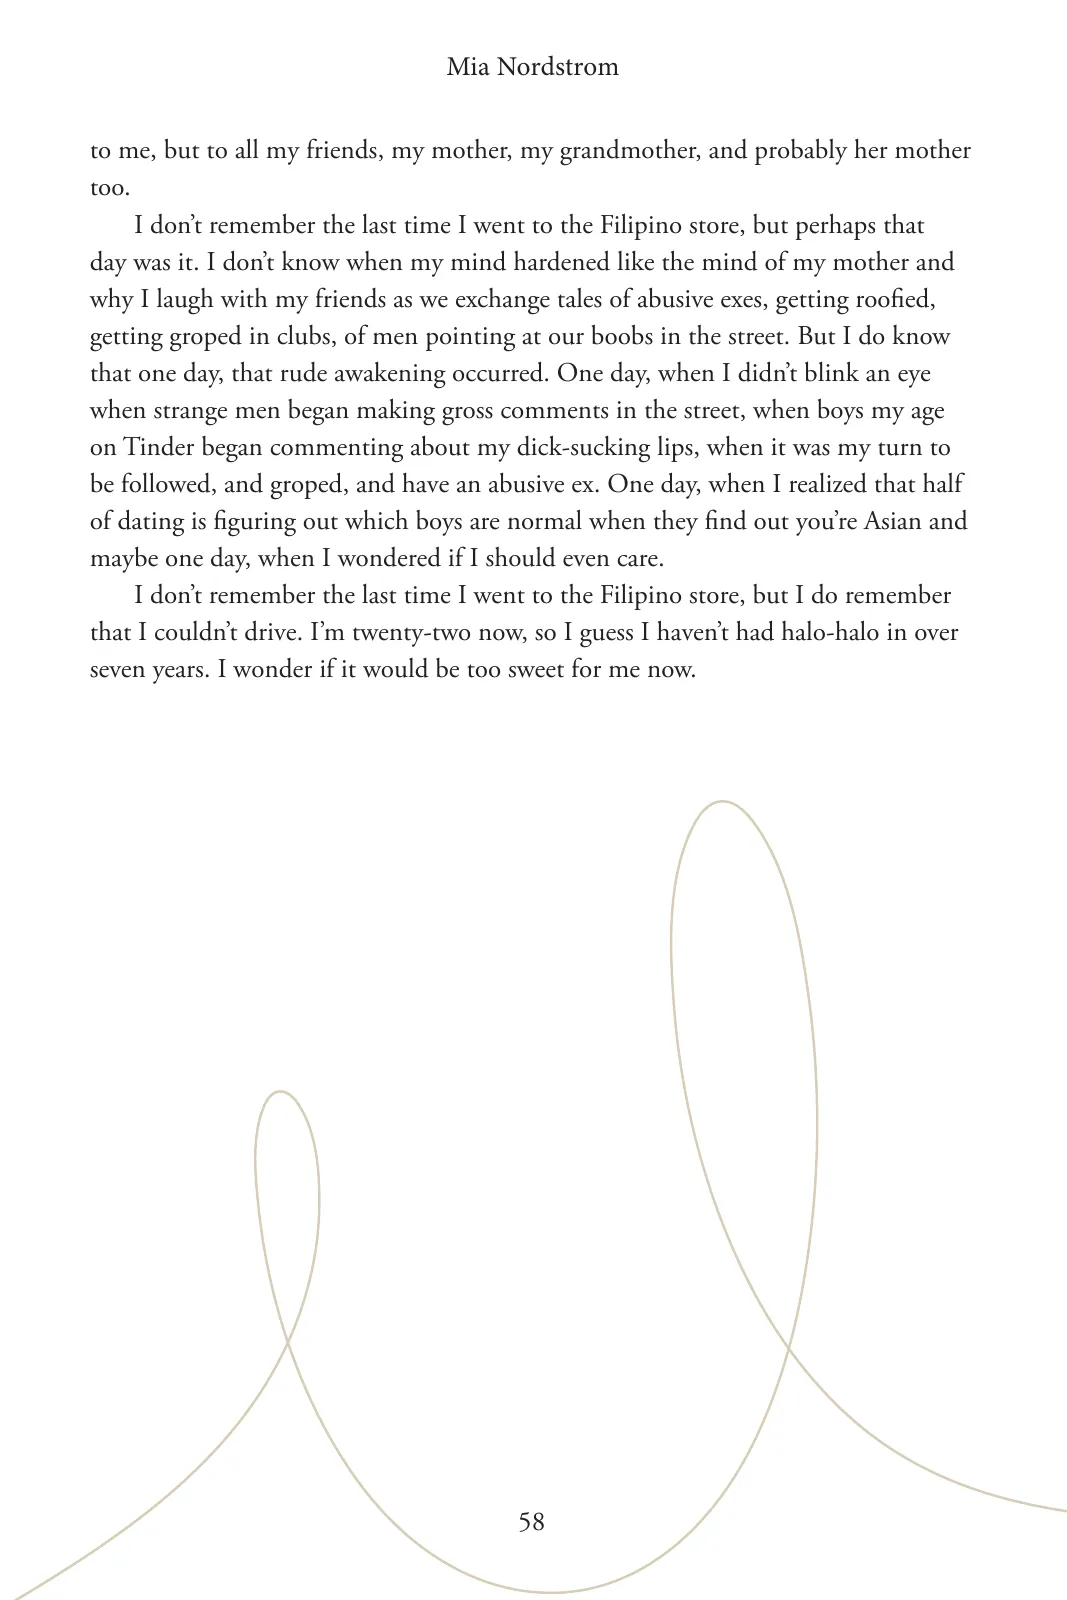 Mia Nordstrom
to me, but to all my friends, my mother, my grandmother, and probably her mother
too.
I don’t remember the last time I went to the Filipino store, but perhaps that
day was it. I don’t know when my mind hardened like the mind of my mother and
why I laugh with my friends as we exchange tales of abusive exes, getting roofied,
getting groped in clubs, of men pointing at our boobs in the street. But I do know
that one day, that rude awakening occurred. One day, when I didn’t blink an eye
when strange men began making gross comments in the street, when boys my age
on Tinder began commenting about my dick-sucking lips, when it was my turn to
be followed, and groped, and have an abusive ex. One day, when I realized that half
of dating is figuring out which boys are normal when they find out you’re Asian and
maybe one day, when I wondered if I should even care.
I don’t remember the last time I went to the Filipino store, but I do remember
that I couldn’t drive. I’m twenty-two now, so I guess I haven’t had halo-halo in over
seven years. I wonder if it would be too sweet for me now.
58